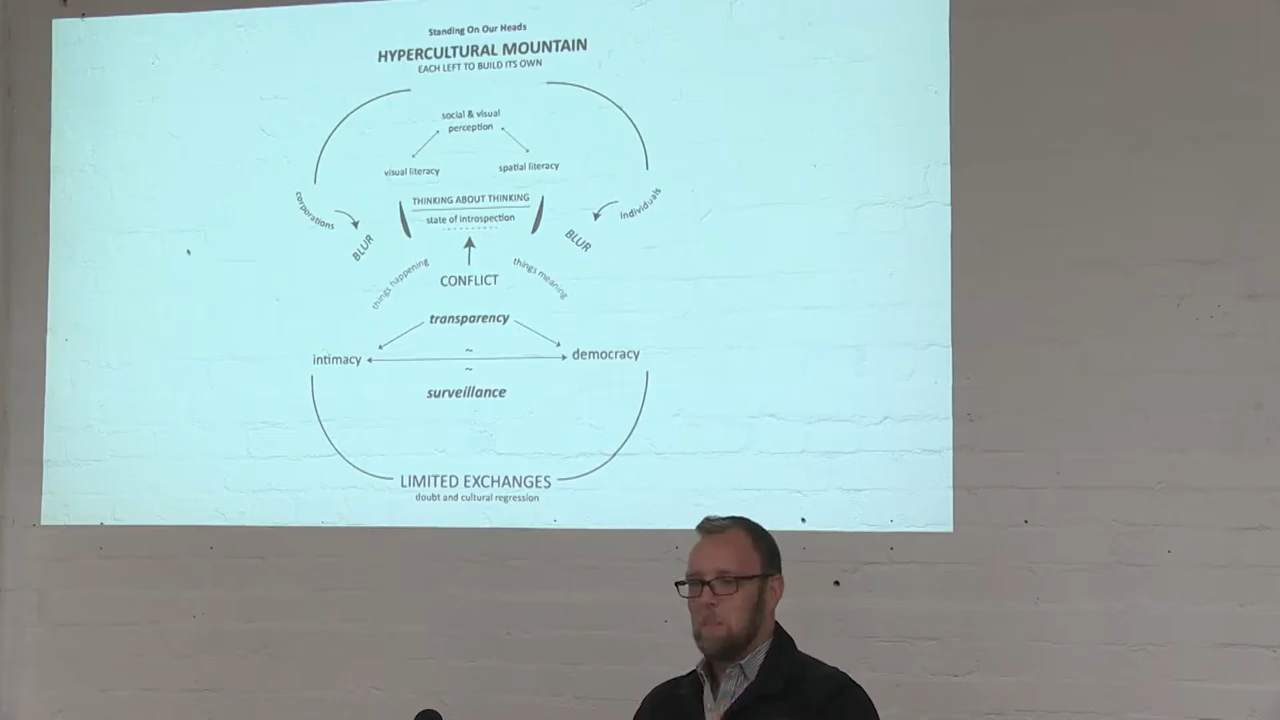 Standing On Our Heads
HYPERCULTURAL MOUNTAIN
EACH LEFT TO BUILD ITS OWN
social & visual
perception
visual literacy
spatial literacy
THINKING ABOUT THINKING
state of introspection
corporations
Individuals
BLUR
BLUR
things happening
things meaning
CONFLICT
transparency
intimacy
democracy
~
~
surveillance
LIMITED EXCHANGES
doubt and cultural regression